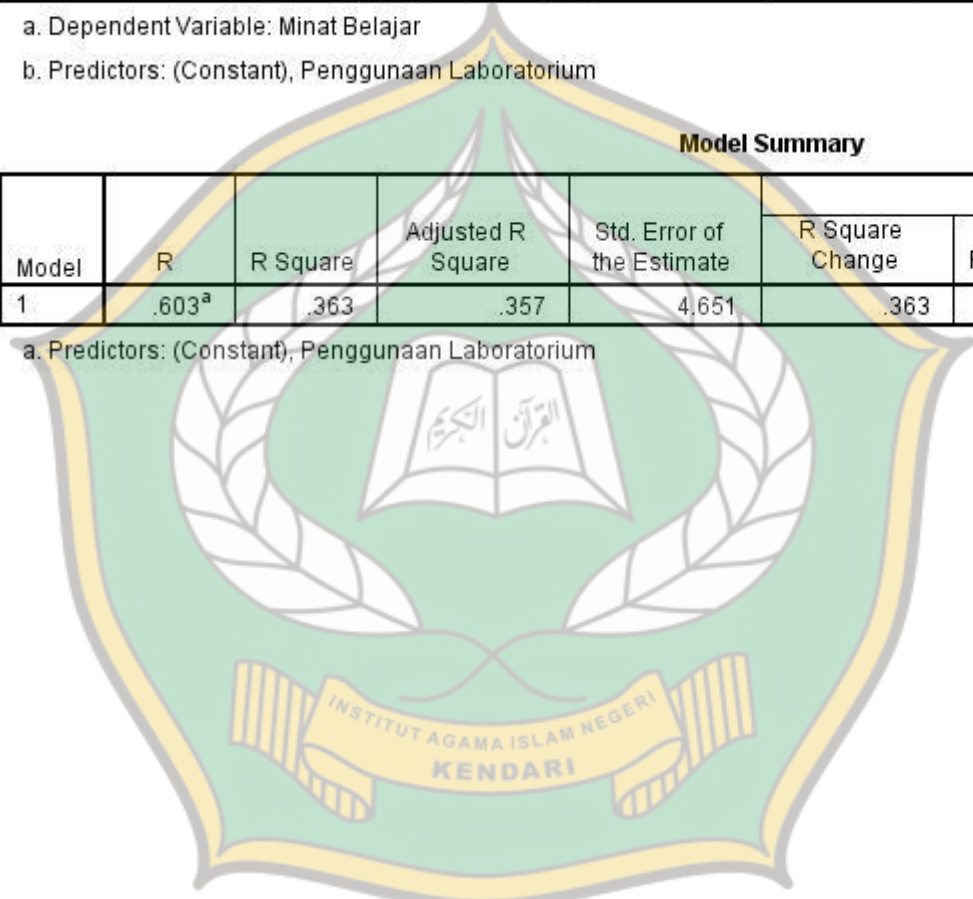 a. Dependent Variable: Minat Belajar
b. Predictors: (Constant), Penggunaan Laboratorium
Model Summary
Model R R Square Adjusted R Square Std. Error of the Estimate R Square Change
1 .603a .363 .357 4.651 .363
a. Predictors: (Constant), Penggunaan Laboratorium
القرآن الكريم
INSTITUT AGAMA ISLAM NEGERI
KENDARI